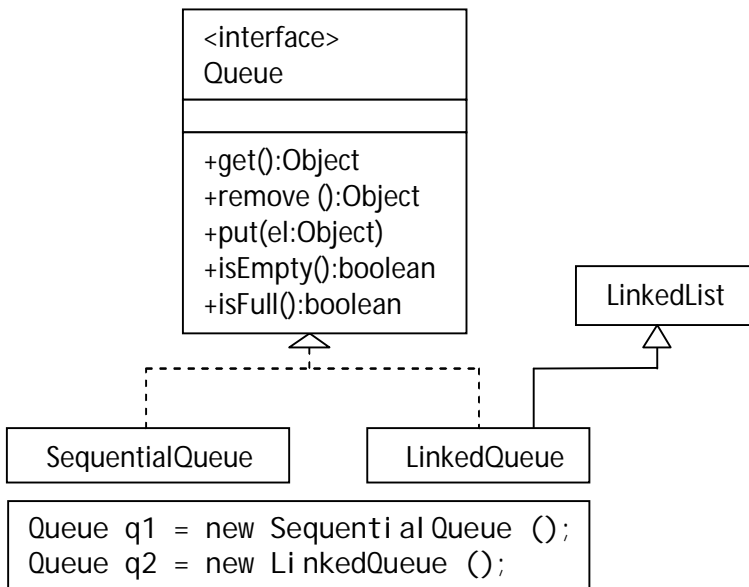 <interface>
Queue
+get():Object
+remove ():Object
+put(el:Object)
+isEmpty():boolean
+isFull():boolean
LinkedList
SequentialQueue
LinkedQueue
Queue q1 = new SequentialQueue ();
Queue q2 = new LinkedQueue ();